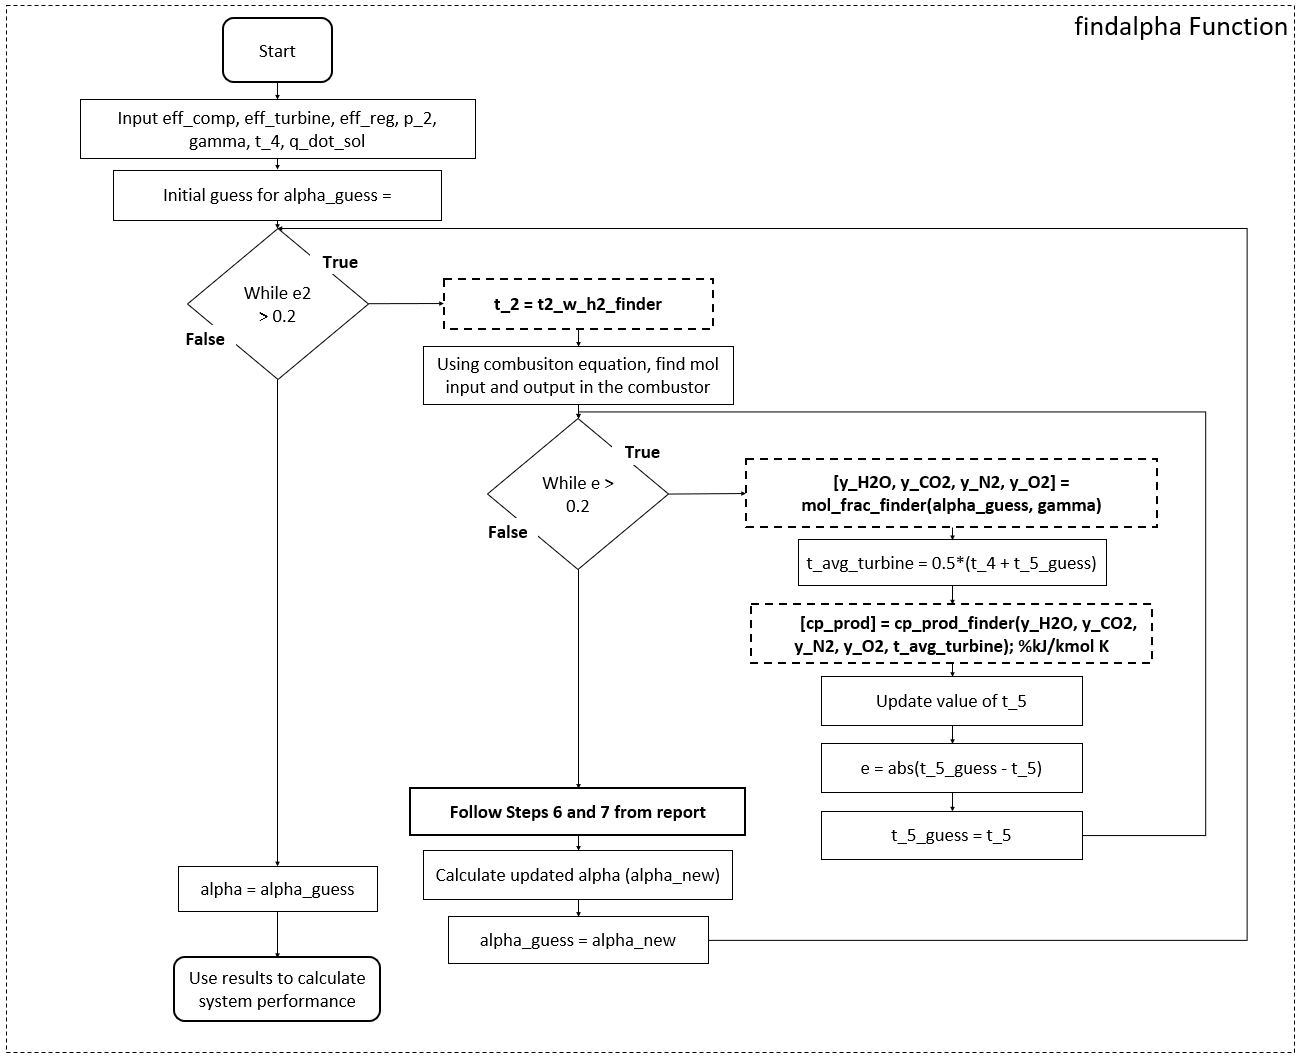 findalpha Function
Start
Input eff_comp, eff_turbine, eff_reg, p_2,
gamma, t_4, q_dot_sol
Initial guess for alpha_guess =
True
While e2
> 0.2
False
t_2 = t2_w_h2_finder
Using combusiton equation, find mol
input and output in the combustor
True
While e >
0.2
False
[y_H2O, y_CO2, y_N2, y_O2] =
mol_frac_finder(alpha_guess, gamma)
t_avg_turbine = 0.5*(t_4 + t_5_guess)
[cp_prod] = cp_prod_finder(y_H2O, y_CO2,
y_N2, y_O2, t_avg_turbine); %kJ/kmol K
Update value of t_5
e = abs(t_5_guess - t_5)
t_5_guess = t_5
Follow Steps 6 and 7 from report
Calculate updated alpha (alpha_new)
alpha_guess = alpha_new
alpha = alpha_guess
Use results to calculate
system performance